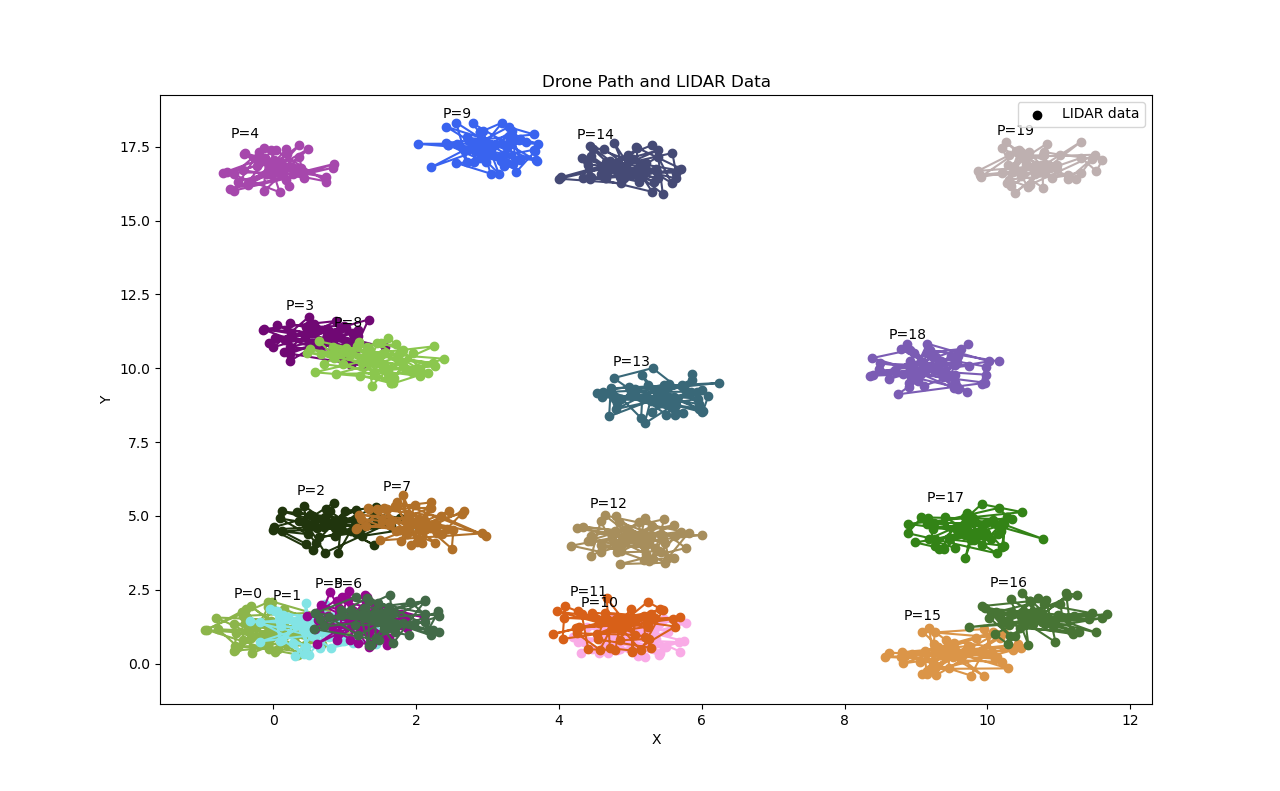 Drone Path and LIDAR Data
LIDAR data
P=9
P=19
P=4
P=14
17.5
15.0
12.5
P=3
P=8
P=18
P=13
10.0
Y
7.5
P=7
P=2
P=17
P=12
5.0
P=5
P=6
P=16
2.5
P=0
P=1
P=11
P=10
P=15
0.0
0
2
4
6
8
10
12
X